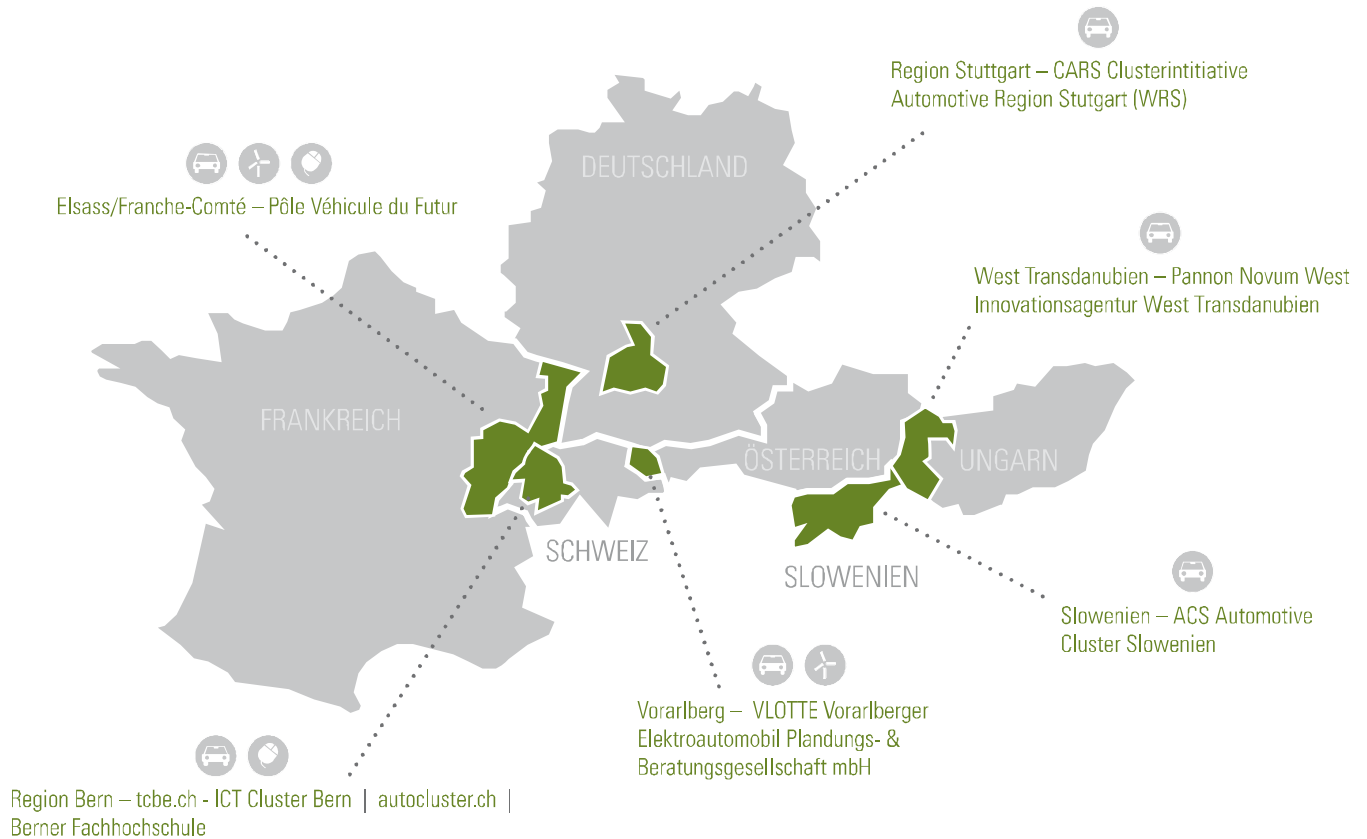 Region Stuttgart – CARS Clusterintitiative
Automotive Region Stutgart (WRS)
DEUTSCHLAND
Elsass/Franche-Comté – Pôle Véhicule du Futur
West Transdanubien – Pannon Novum West
Innovationsagentur West Transdanubien
FRANKREICH
ÖSTERREICH
UNGARN
SCHWEIZ
SLOWENIEN
Slowenien – ACS Automotive
Cluster Slowenien
Vorarlberg – VLOTTE Vorarlberger
Elektroautomobil Plandungs- &
Beratungsgesellschaft mbH
Region Bern – tcbe.ch - ICT Cluster Bern | autocluster.ch |
Berner Fachhochschule